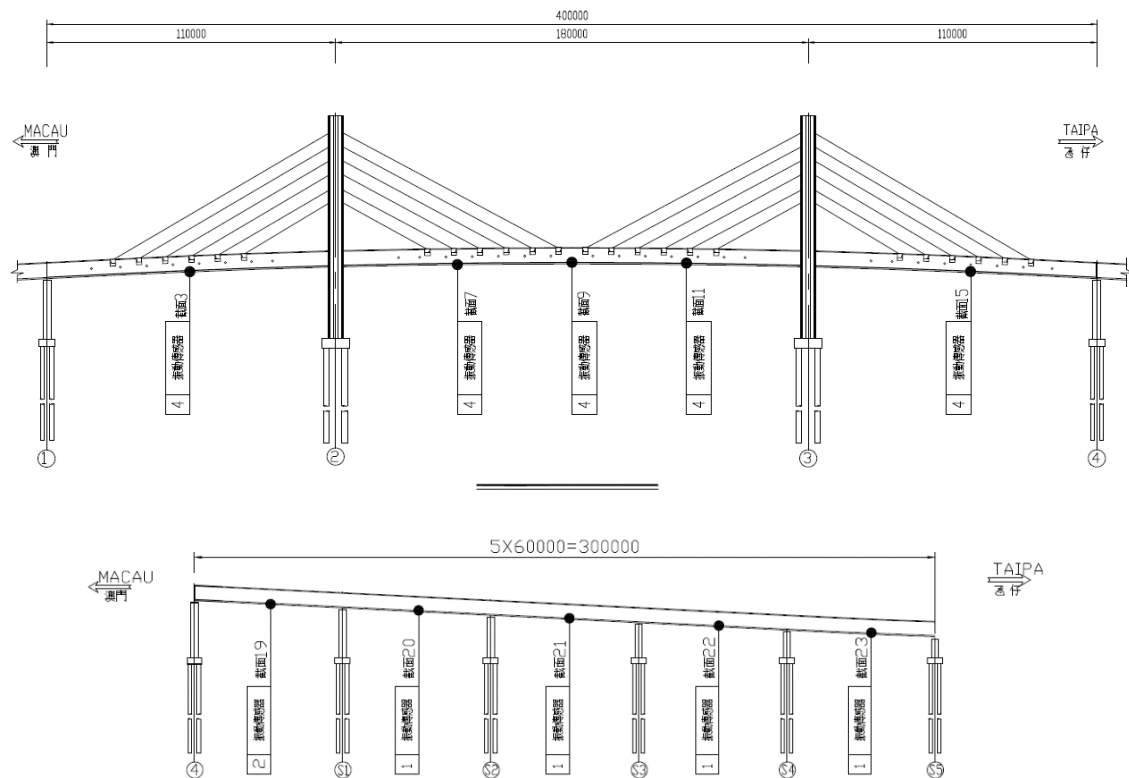 400000
110000
180000
110000
MACAU
澳門
TAIPA
氹仔
截面3
截面7
截面9
截面11
截面15
振動傳感器
振動傳感器
振動傳感器
振動傳感器
振動傳感器
4
4
4
4
4
1
2
3
4
5X60000=300000
MACAU
澳門
TAIPA
氹仔
截面19
截面20
截面21
截面22
截面23
振動傳感器
振動傳感器
振動傳感器
振動傳感器
振動傳感器
2
1
1
1
1
4
S1
S2
S3
S4
S5